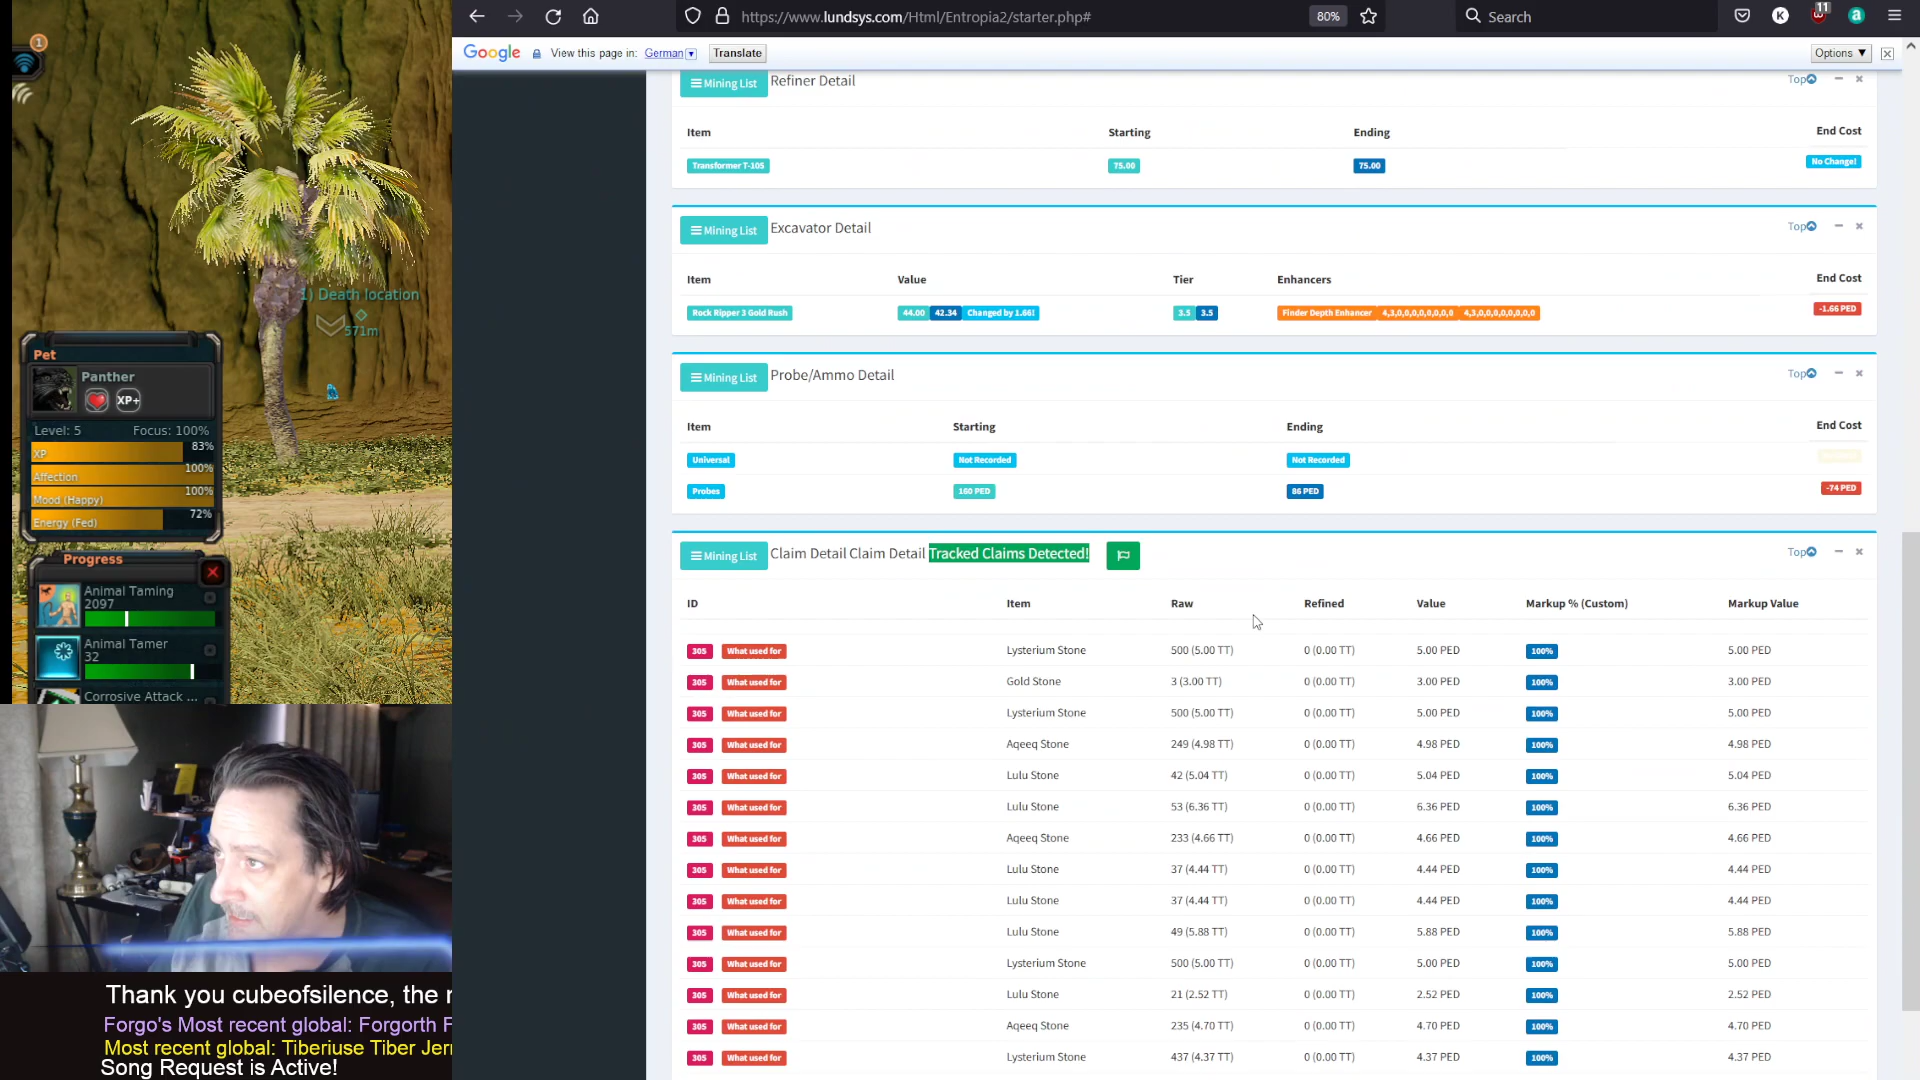 https://www.lundsys.com/Html/Entropia2/starter.php#
80%
Search
11
Google View this page in: German Translate
Options ▼
Mining List Refiner Detail
Top
Item Starting Ending End Cost
Transformer T-105 75.00 75.00 No Change!
Mining List Excavator Detail
Top
Item Value Tier Enhancers End Cost
Rock Ripper 3 Gold Rush 44.00 42.34 Changed by 1.66! 3.5 3.5 Finder Depth Enhancer 4,3,0,0,0,0,0,0,0,0 4,3,0,0,0,0,0,0,0,0 -1.66 PED
Mining List Probe/Ammo Detail
Top
Item Starting Ending End Cost
Universal Not Recorded Not Recorded
Probes 160 PED 86 PED -74 PED
Mining List Claim Detail Claim Detail Tracked Claims Detected!
Top
ID Item Raw Refined Value Markup % (Custom) Markup Value
305 What used for Lysterium Stone 500 (5.00 TT) 0 (0.00 TT) 5.00 PED 100% 5.00 PED
305 What used for Gold Stone 3 (3.00 TT) 0 (0.00 TT) 3.00 PED 100% 3.00 PED
305 What used for Lysterium Stone 500 (5.00 TT) 0 (0.00 TT) 5.00 PED 100% 5.00 PED
305 What used for Aqeeq Stone 249 (4.98 TT) 0 (0.00 TT) 4.98 PED 100% 4.98 PED
305 What used for Lulu Stone 42 (5.04 TT) 0 (0.00 TT) 5.04 PED 100% 5.04 PED
305 What used for Lulu Stone 53 (6.36 TT) 0 (0.00 TT) 6.36 PED 100% 6.36 PED
305 What used for Aqeeq Stone 233 (4.66 TT) 0 (0.00 TT) 4.66 PED 100% 4.66 PED
305 What used for Lulu Stone 37 (4.44 TT) 0 (0.00 TT) 4.44 PED 100% 4.44 PED
305 What used for Lulu Stone 37 (4.44 TT) 0 (0.00 TT) 4.44 PED 100% 4.44 PED
305 What used for Lulu Stone 49 (5.88 TT) 0 (0.00 TT) 5.88 PED 100% 5.88 PED
305 What used for Lysterium Stone 500 (5.00 TT) 0 (0.00 TT) 5.00 PED 100% 5.00 PED
305 What used for Lulu Stone 21 (2.52 TT) 0 (0.00 TT) 2.52 PED 100% 2.52 PED
305 What used for Aqeeq Stone 235 (4.70 TT) 0 (0.00 TT) 4.70 PED 100% 4.70 PED
305 What used for Lysterium Stone 437 (4.37 TT) 0 (0.00 TT) 4.37 PED 100% 4.37 PED
1
1) Death location
571m
Pet
Panther
XP+
Level: 5 Focus: 100%
XP 83%
Affection 100%
Mood (Happy) 100%
Energy (Fed) 72%
Progress
Animal Taming
2097
Animal Tamer
32
Corrosive Attack ...
Thank you cubeofsilence, the
Forgo's Most recent global: Forgorth F
Most recent global: Tiberiuse Tiber Jer
Song Request is Active!